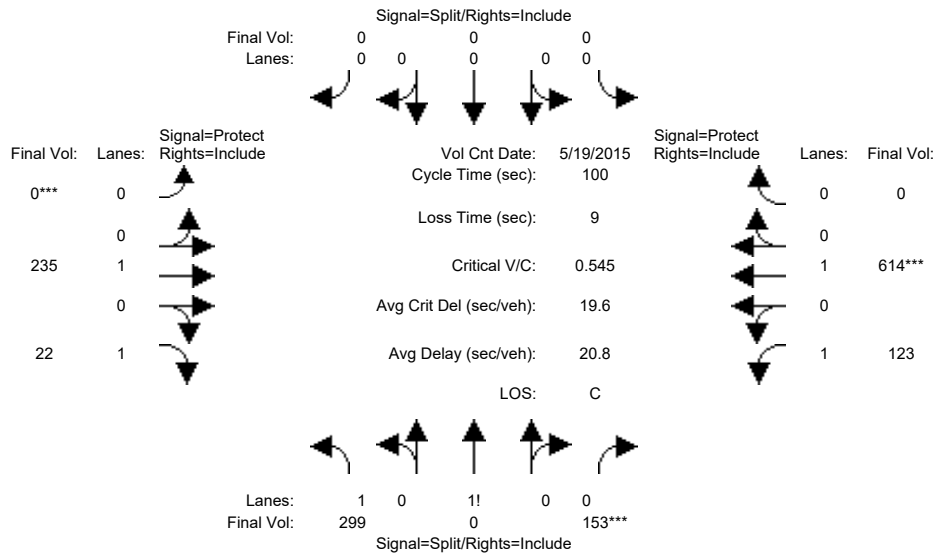 Signal=Split/Rights=Include
Final Vol: 0 0 0
Lanes: 0 0 0 0 0
Signal=Protect Signal=Protect
Final Vol: Lanes: Rights=Include Vol Cnt Date: 5/19/2015 Rights=Include Lanes: Final Vol:
Cycle Time (sec): 100
0*** 0 0 0
Loss Time (sec): 9
0 0
235 1 Critical V/C: 0.545 1 614***
0 Avg Crit Del (sec/veh): 19.6 0
22 1 Avg Delay (sec/veh): 20.8 1 123
LOS: C
Lanes: 1 0 1! 0 0
Final Vol: 299 0 153***
Signal=Split/Rights=Include